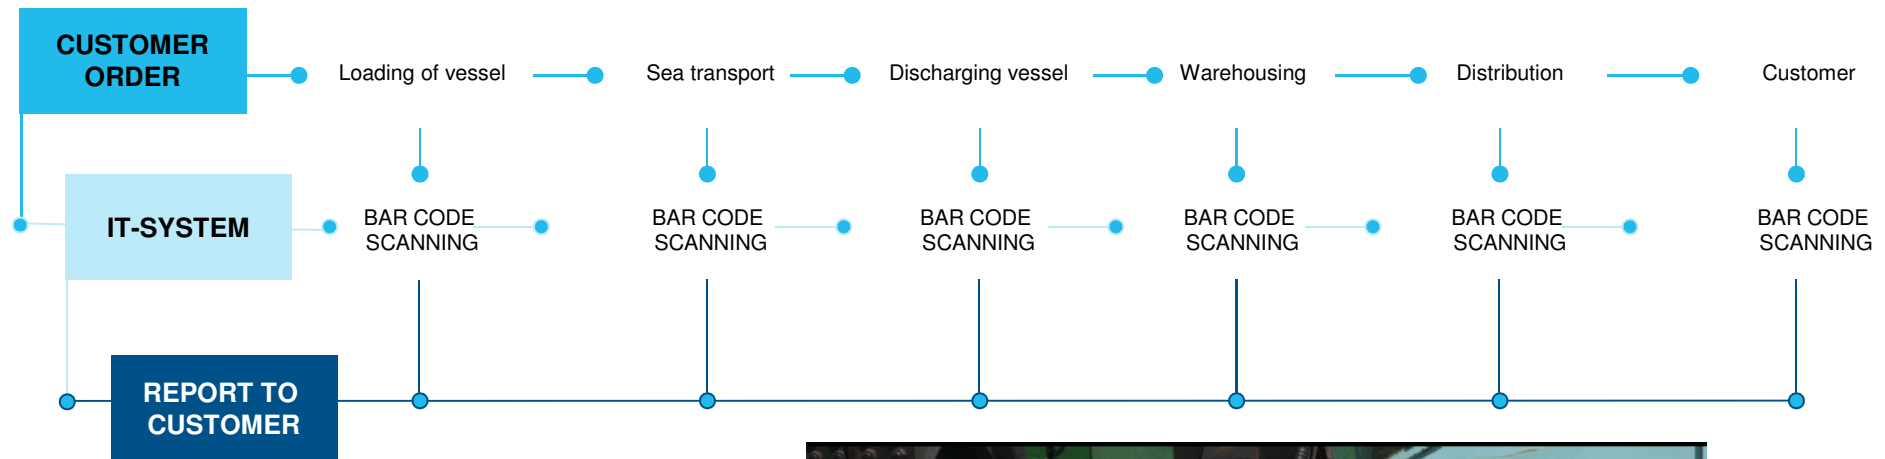 CUSTOMER
ORDER
Loading of vessel
Sea transport
Discharging vessel
Warehousing
Distribution
Customer
IT-SYSTEM
BAR CODE
SCANNING
BAR CODE
SCANNING
BAR CODE
SCANNING
BAR CODE
SCANNING
BAR CODE
SCANNING
BAR CODE
SCANNING
REPORT TO
CUSTOMER